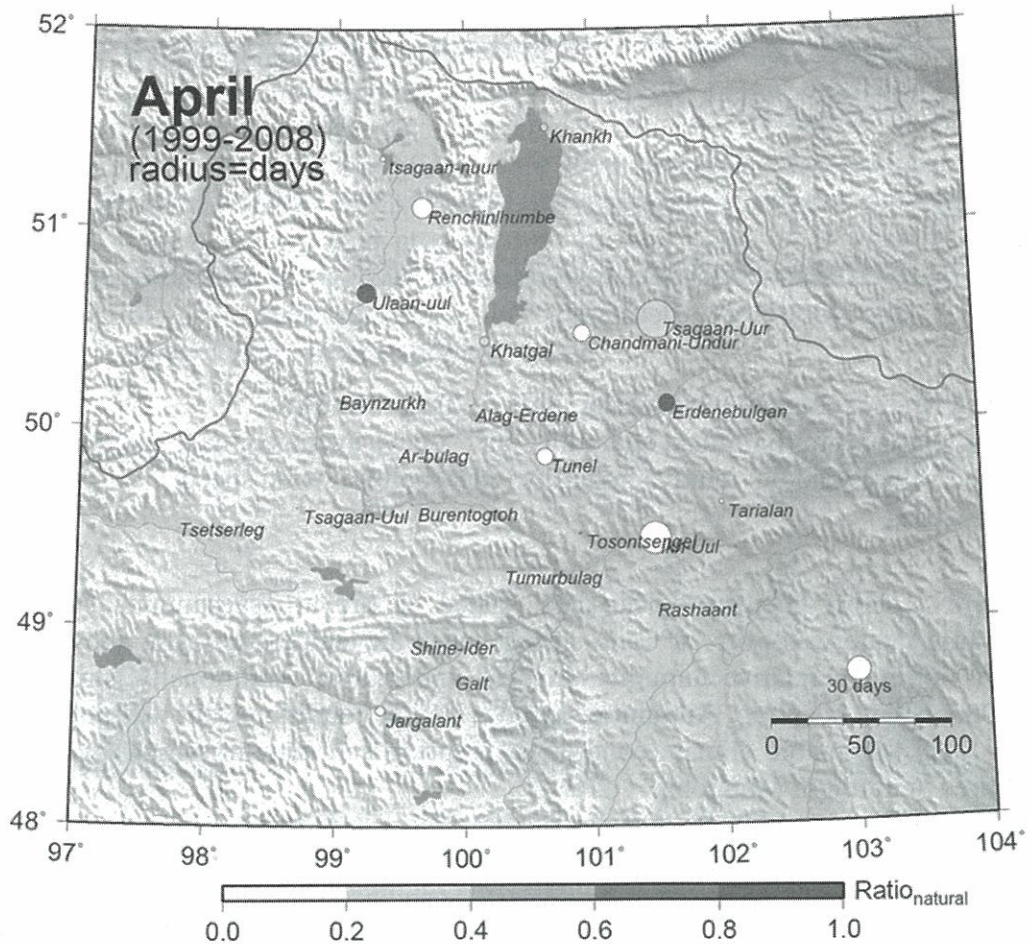 52°
April
(1999-2008)
radius=days
Khankh
tsagaan-nuur
51°
Renchinlhumbe
Ulaan-uul
Tsagaan-Uur
Chandmani-Undur
Khatgal
50°
Baynzurkh
Alag-Erdene
Erdenebulgan
Ar-bulag
Tunel
Tsetserleg
Tsagaan-Uul
Burentogtoh
Tarialan
Tosontsengel
Ikh-Uul
Tumurbulag
49°
Rashaant
Shine-Ider
Galt
30 days
Jargalant
0 50 100
48°
97° 98° 99° 100° 101° 102° 103° 104°
Ratio natural
0.0 0.2 0.4 0.6 0.8 1.0